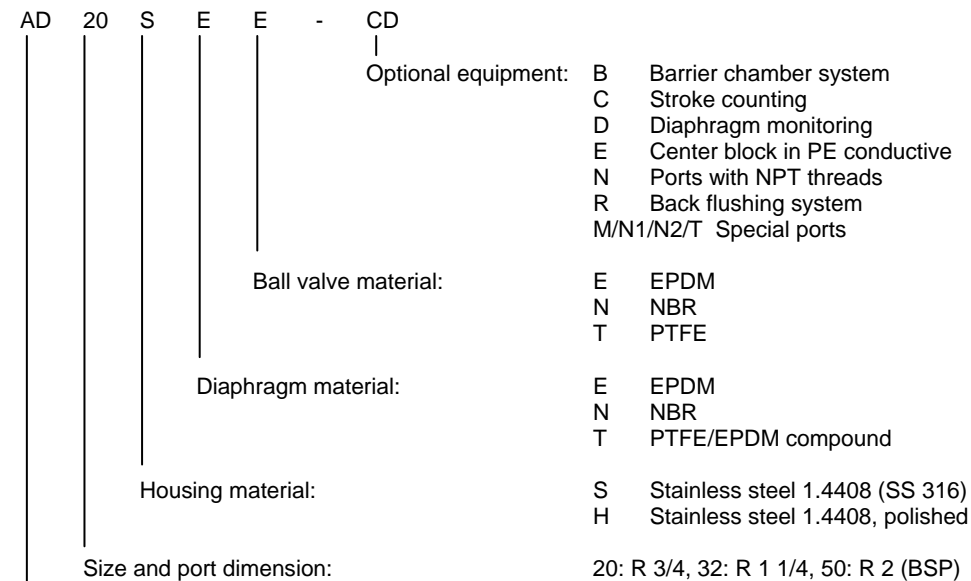 AD 20 S E E - CD
Optional equipment: B Barrier chamber system
C Stroke counting
D Diaphragm monitoring
E Center block in PE conductive
N Ports with NPT threads
R Back flushing system
M/N1/N2/T Special ports
Ball valve material: E EPDM
N NBR
T PTFE
Diaphragm material: E EPDM
N NBR
T PTFE/EPDM compound
Housing material: S Stainless steel 1.4408 (SS 316)
H Stainless steel 1.4408, polished
Size and port dimension: 20: R 3/4, 32: R 1 1/4, 50: R 2 (BSP)